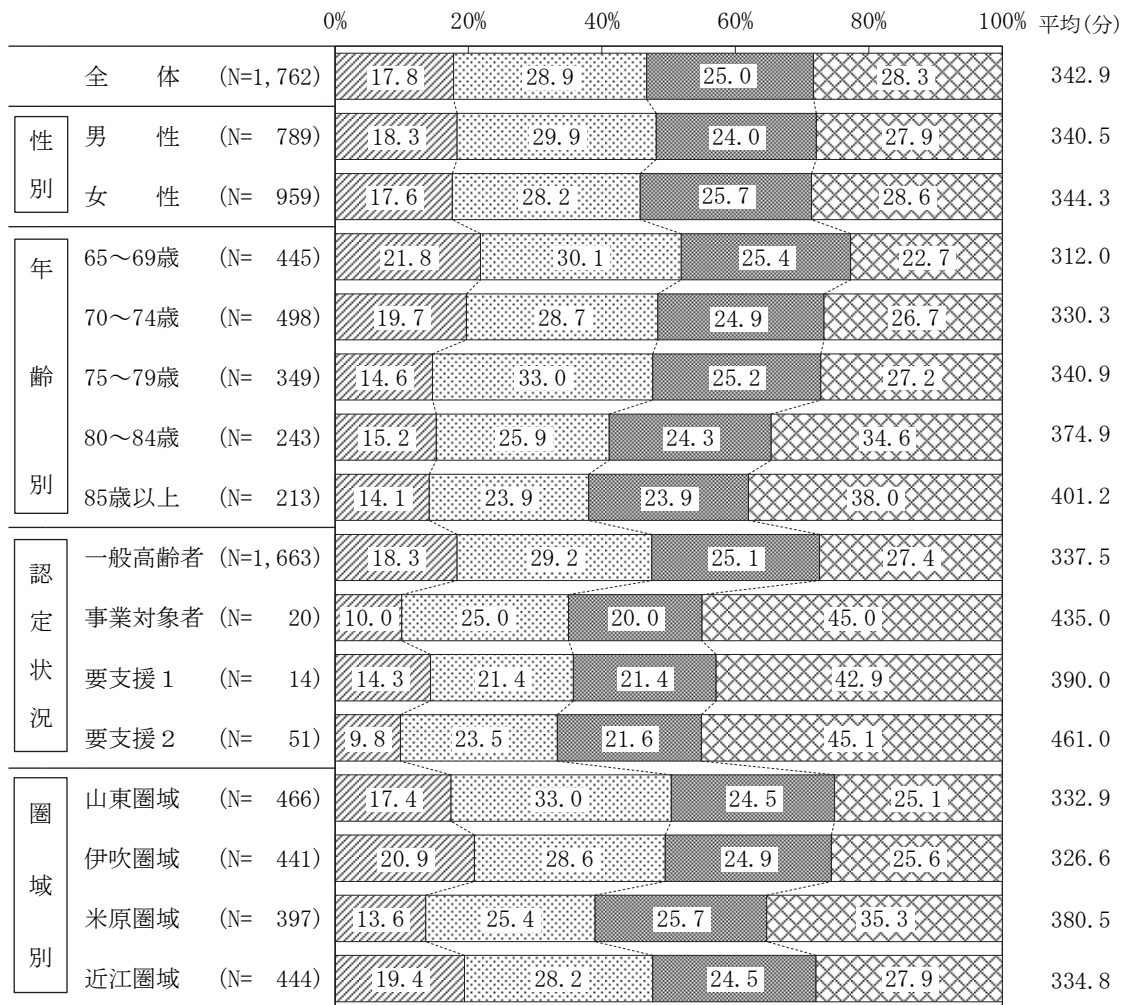 0% 20% 40% 60% 80% 100% 平均(分)
全 体 (N=1,762) 17.8 28.9 25.0 28.3 342.9
性別
男 性 (N= 789) 18.3 29.9 24.0 27.9 340.5
女 性 (N= 959) 17.6 28.2 25.7 28.6 344.3
年齢別
65～69歳 (N= 445) 21.8 30.1 25.4 22.7 312.0
70～74歳 (N= 498) 19.7 28.7 24.9 26.7 330.3
75～79歳 (N= 349) 14.6 33.0 25.2 27.2 340.9
80～84歳 (N= 243) 15.2 25.9 24.3 34.6 374.9
85歳以上 (N= 213) 14.1 23.9 23.9 38.0 401.2
認定状況
一般高齢者 (N=1,663) 18.3 29.2 25.1 27.4 337.5
事業対象者 (N= 20) 10.0 25.0 20.0 45.0 435.0
要支援１ (N= 14) 14.3 21.4 21.4 42.9 390.0
要支援２ (N= 51) 9.8 23.5 21.6 45.1 461.0
圏域別
山東圏域 (N= 466) 17.4 33.0 24.5 25.1 332.9
伊吹圏域 (N= 441) 20.9 28.6 24.9 25.6 326.6
米原圏域 (N= 397) 13.6 25.4 25.7 35.3 380.5
近江圏域 (N= 444) 19.4 28.2 24.5 27.9 334.8